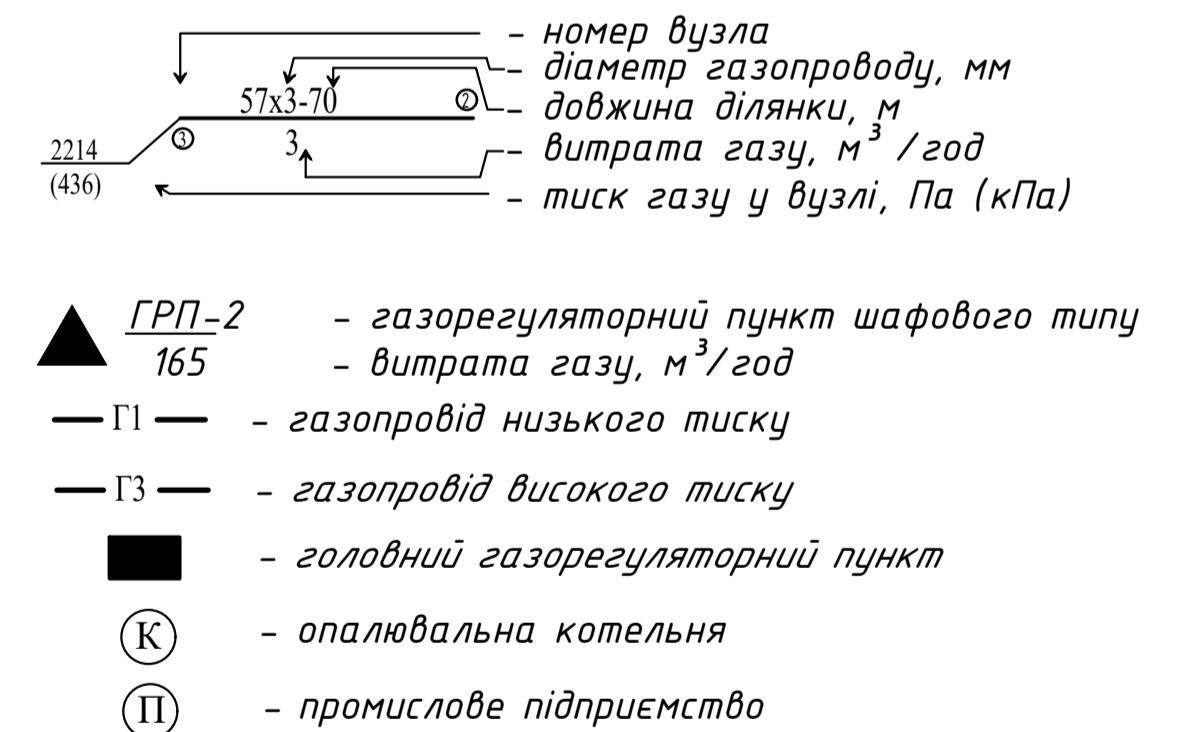 – номер вузла
– діаметр газопроводу, мм
57х3-70 ② – довжина ділянки, м
2214 ③ 3 – витрата газу, м³/год
(436) – тиск газу у вузлі, Па (кПа)
ГРП-2 – газорегуляторний пункт шафового типу
165 – витрата газу, м³/год
Г1 – газопровід низького тиску
Г3 – газопровід високого тиску
– головний газорегуляторний пункт
К – опалювальна котельня
П – промислове підприємство